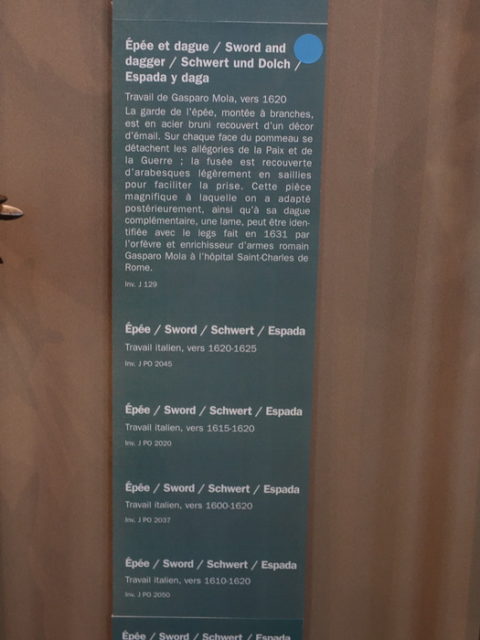 Épée et dague / Sword and
dagger / Schwert und Dolch /
Espada y daga
Travail de Gasparo Mola, vers 1620
La garde de l'épée, montée à branches,
est en acier bruni recouvert d'un décor
d'émail. Sur chaque face du pommeau se
détachent les allégories de la Paix et de
la Guerre ; la fusée est recouverte
d'arabesques légèrement en saillies
pour faciliter la prise. Cette pièce
magnifique à laquelle on a adapté
postérieurement, ainsi qu'à sa dague
complémentaire, une lame, peut être iden-
tifiée avec le legs fait en 1631 par
l'orfèvre et enrichisseur d'armes romain
Gasparo Mola à l'hôpital Saint-Charles de
Rome.
Inv. J 129
Épée / Sword / Schwert / Espada
Travail italien, vers 1620-1625
Inv. J PO 2045
Épée / Sword / Schwert / Espada
Travail italien, vers 1615-1620
Inv. J PO 2020
Épée / Sword / Schwert / Espada
Travail italien, vers 1600-1620
Inv. J PO 2037
Épée / Sword / Schwert / Espada
Travail italien, vers 1610-1620
Inv. J PO 2050
Épée / Sword / Schwert / Espada